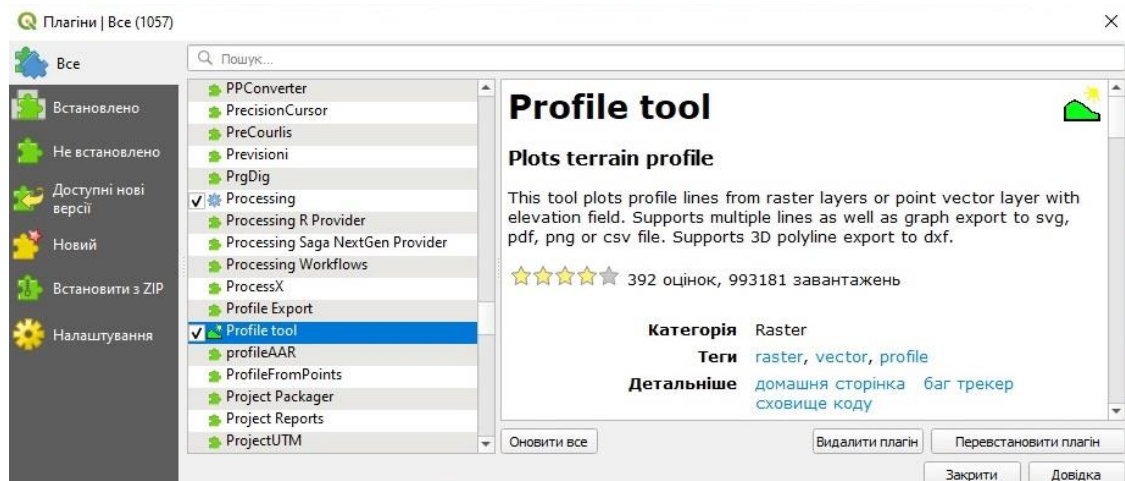 Плагіни | Все (1057)
Все
Встановлено
Не встановлено
Доступні нові
версії
Новий
Встановити з ZIP
Налаштування
Пошук...
PPConverter
PrecisionCursor
PreCourlis
Previsioni
PrgDig
Processing
Processing R Provider
Processing Saga NextGen Provider
Processing Workflows
ProcessX
Profile Export
Profile tool
profileAAR
ProfileFromPoints
Project Packager
Project Reports
ProjectUTM
Profile tool
Plots terrain profile
This tool plots profile lines from raster layers or point vector layer with
elevation field. Supports multiple lines as well as graph export to svg,
pdf, png or csv file. Supports 3D polyline export to dxf.
392 оцінок, 993181 завантажень
Категорія Raster
Теги raster, vector, profile
Детальніше домашня сторінка баг трекер
сховище коду
Оновити все Видалити плагін Перевстановити плагін
Закрити Довідка